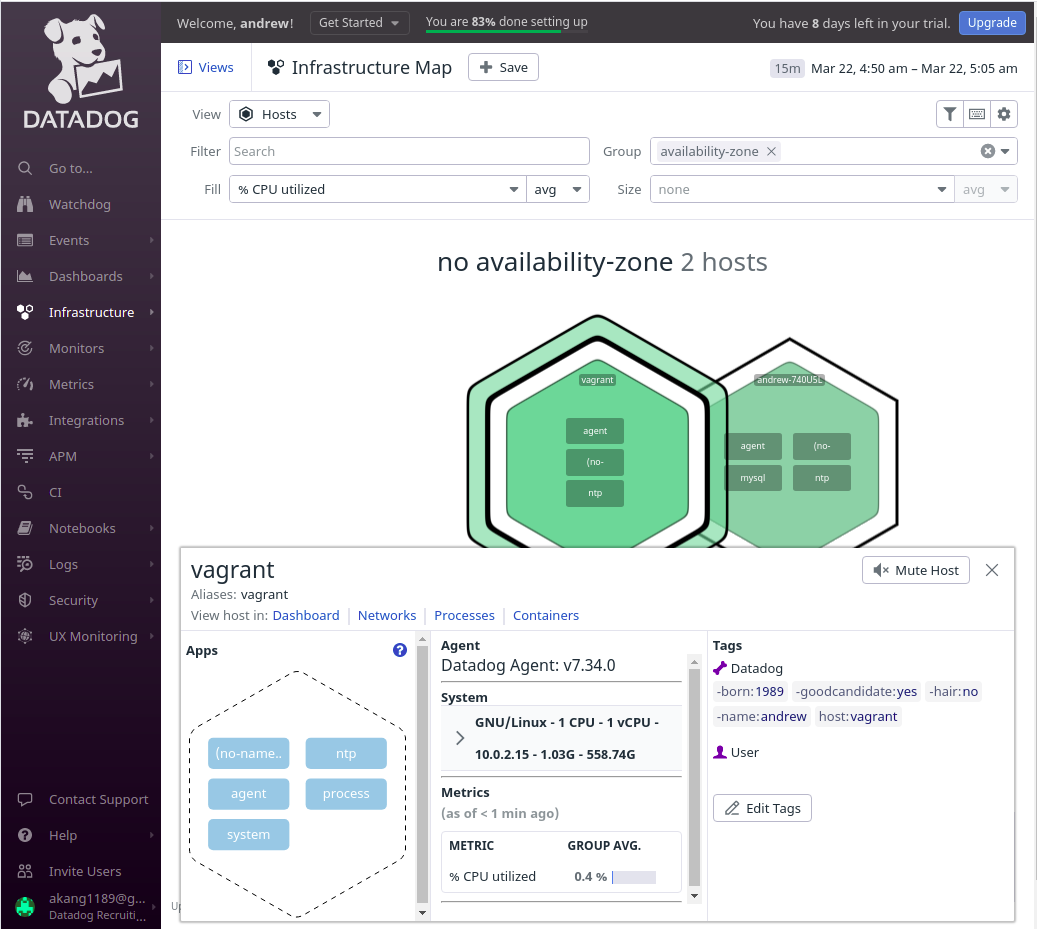 DATADOG
Go to...
Watchdog
Events
Dashboards
Infrastructure
Monitors
Metrics
Integrations
APM
CI
Notebooks
Logs
Security
UX Monitoring
Contact Support
Help
Invite Users
akang1189@g...
Datadog Recruiti...
Welcome, andrew!
Get Started
You are 83% done setting up
You have 8 days left in your trial.
Upgrade
Views
Infrastructure Map
Save
15m Mar 22, 4:50 am – Mar 22, 5:05 am
View Hosts
Filter Search
Group availability-zone
Fill % CPU utilized avg
Size none avg
no availability-zone 2 hosts
vagrant
agent
(no-
ntp
andrew-740U5L
agent (no-
mysql ntp
vagrant
Mute Host
Aliases: vagrant
View host in: Dashboard Networks Processes Containers
Apps ?
(no-name.. ntp
agent process
system
Agent
Datadog Agent: v7.34.0
System
GNU/Linux - 1 CPU - 1 vCPU -
10.0.2.15 - 1.03G - 558.74G
Metrics
(as of < 1 min ago)
METRIC GROUP AVG.
% CPU utilized 0.4 %
Tags
Datadog
-born:1989 -goodcandidate:yes -hair:no
-name:andrew host:vagrant
User
Edit Tags